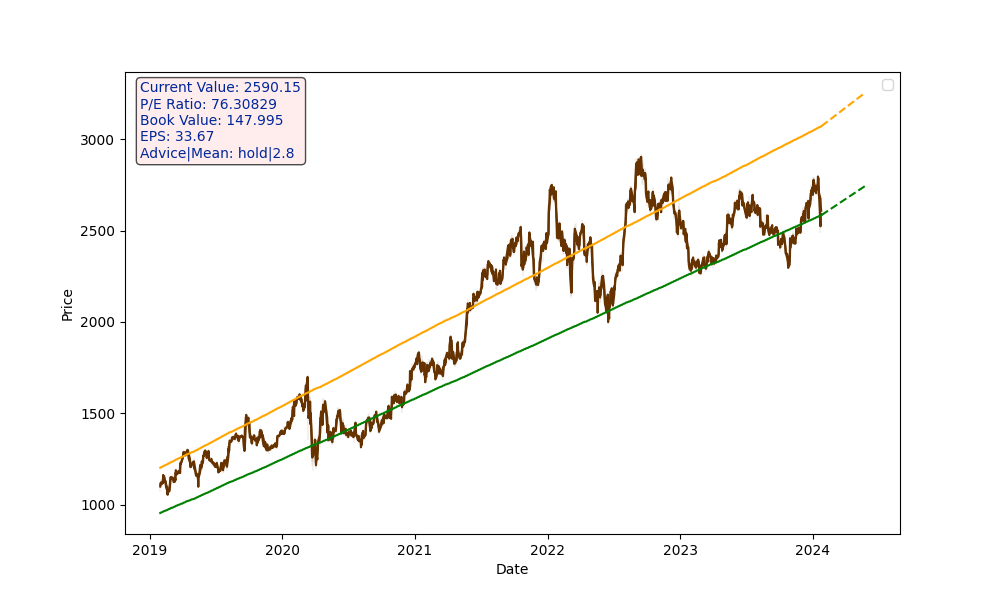 Current Value: 2590.15
P/E Ratio: 76.30829
Book Value: 147.995
EPS: 33.67
Advice|Mean: hold|2.8
3000
2500
2000
1500
1000
Price
2019 2020 2021 2022 2023 2024
Date